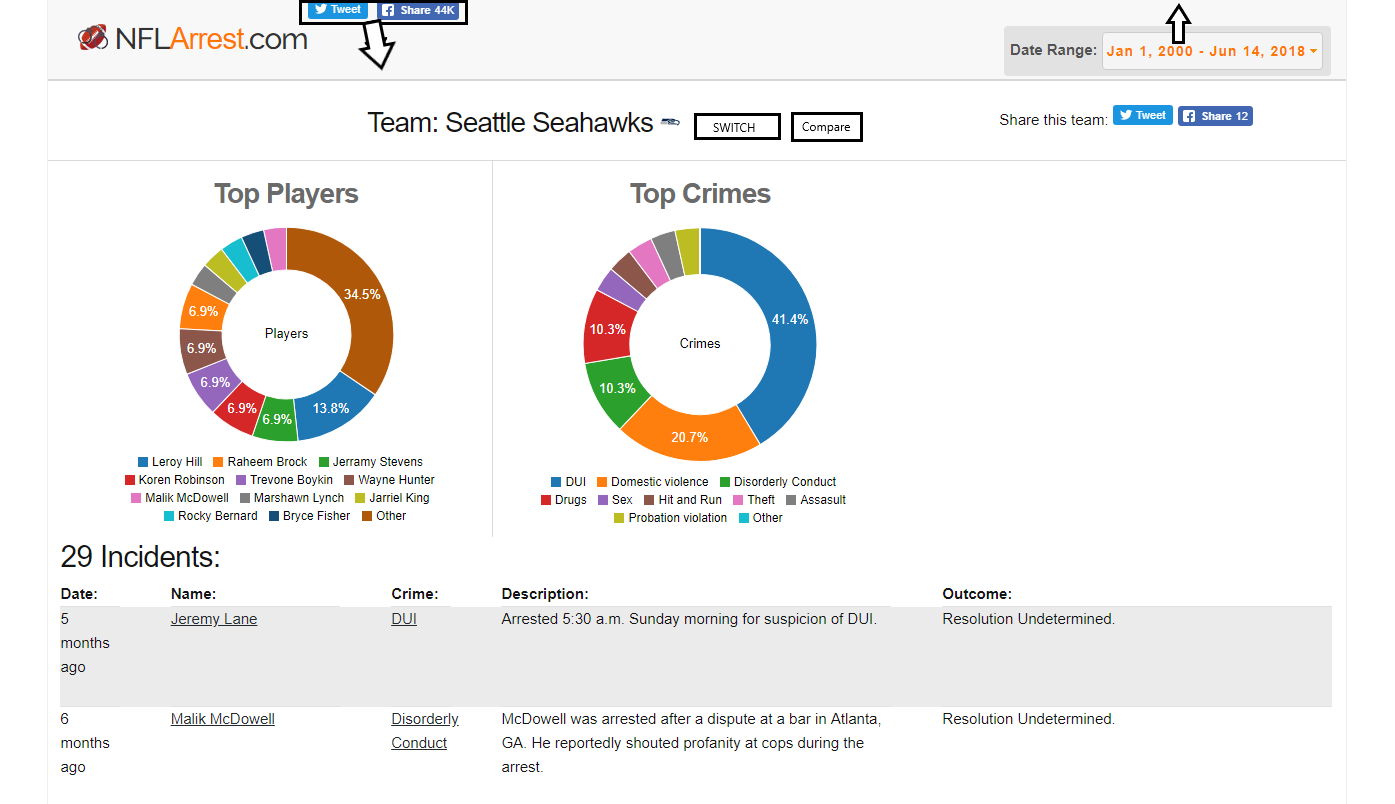 Tweet Share 44K
NFLArrest.com
Date Range: Jan 1, 2000 - Jun 14, 2018
Team: Seattle Seahawks SWITCH Compare
Share this team: Tweet Share 12
Top Players
34.5%
6.9%
Players
6.9%
6.9%
6.9%
6.9%
13.8%
Leroy Hill Raheem Brock Jerramy Stevens
Koren Robinson Trevone Boykin Wayne Hunter
Malik McDowell Marshawn Lynch Jarriel King
Rocky Bernard Bryce Fisher Other
Top Crimes
41.4%
10.3%
Crimes
10.3%
20.7%
DUI Domestic violence Disorderly Conduct
Drugs Sex Hit and Run Theft Assasult
Probation violation Other
29 Incidents:
Date: Name: Crime: Description: Outcome:
5 Jeremy Lane DUI Arrested 5:30 a.m. Sunday morning for suspicion of DUI. Resolution Undetermined.
months
ago
6 Malik McDowell Disorderly McDowell was arrested after a dispute at a bar in Atlanta, Resolution Undetermined.
months Conduct GA. He reportedly shouted profanity at cops during the
ago arrest.